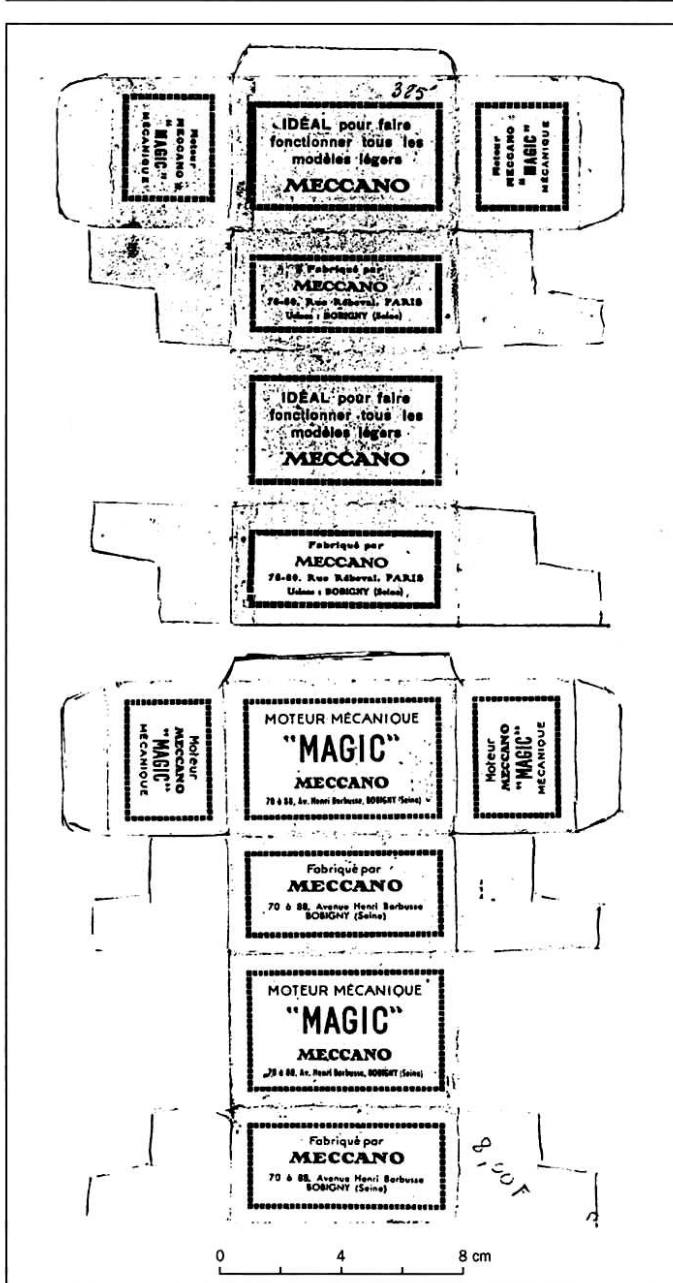 325
Moteur
MECCANO
"MAGIC"
MÉCANIQUE
IDÉAL pour faire
fonctionner tous les
modèles légers
MECCANO
Moteur
MECCANO
"MAGIC"
MÉCANIQUE
Fabriqué par
MECCANO
78-80, Rue Rébeval, PARIS
Usines : BOBIGNY (Seine)
IDÉAL pour faire
fonctionner tous les
modèles légers
MECCANO
Fabriqué par
MECCANO
78-80, Rue Rébeval, PARIS
Usines : BOBIGNY (Seine)
Moteur
MECCANO
"MAGIC"
MÉCANIQUE
MOTEUR MÉCANIQUE
"MAGIC"
MECCANO
70 à 88, Av. Henri Barbusse, BOBIGNY (Seine)
Moteur
MECCANO
"MAGIC"
MÉCANIQUE
Fabriqué par
MECCANO
70 à 88, Avenue Henri Barbusse
BOBIGNY (Seine)
MOTEUR MÉCANIQUE
"MAGIC"
MECCANO
70 à 88, Av. Henri Barbusse, BOBIGNY (Seine)
Fabriqué par
MECCANO
70 à 88, Avenue Henri Barbusse
BOBIGNY (Seine)
8,00F
0 4 8 cm